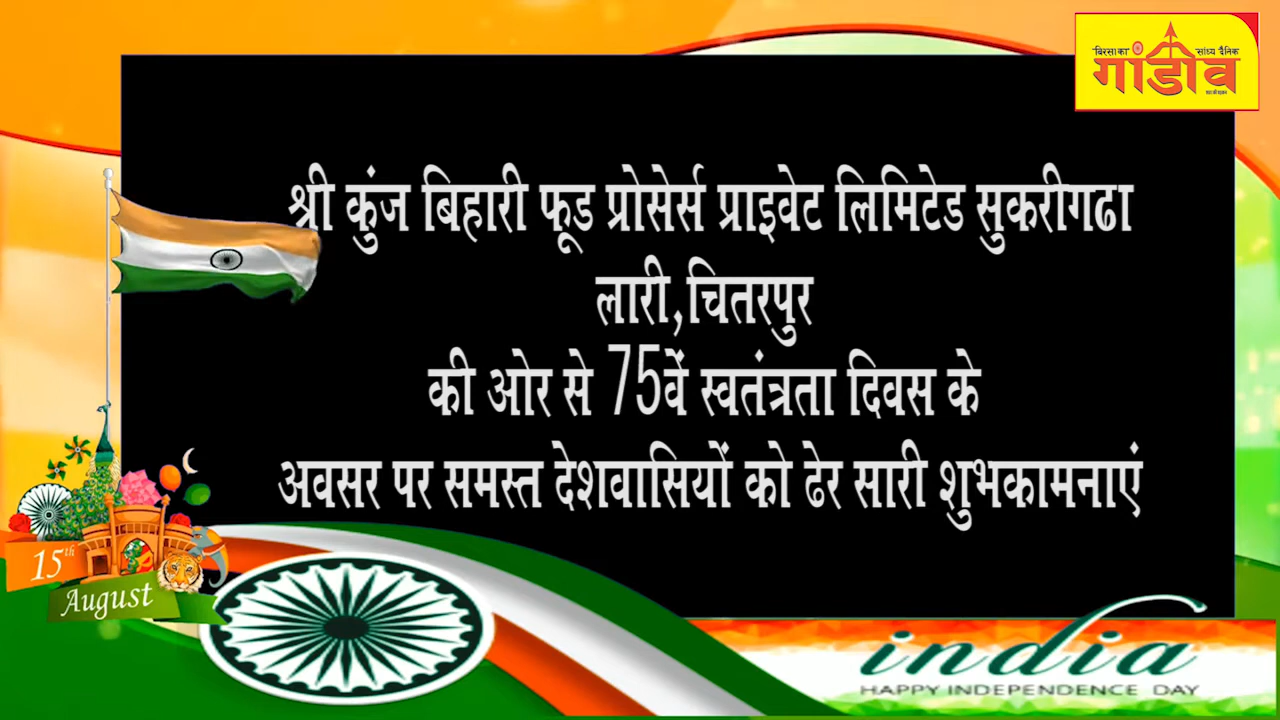 बिरसा का सांध्य दैनिक
गांडीव
श्री कुंज बिहारी फूड प्रोसेर्स प्राइवेट लिमिटेड सुकरीगढा
लारी,चितरपुर
की ओर से 75वें स्वतंत्रता दिवस के
अवसर पर समस्त देशवासियों को ढेर सारी शुभकामनाएं
15th
August
india
HAPPY INDEPENDENCE DAY